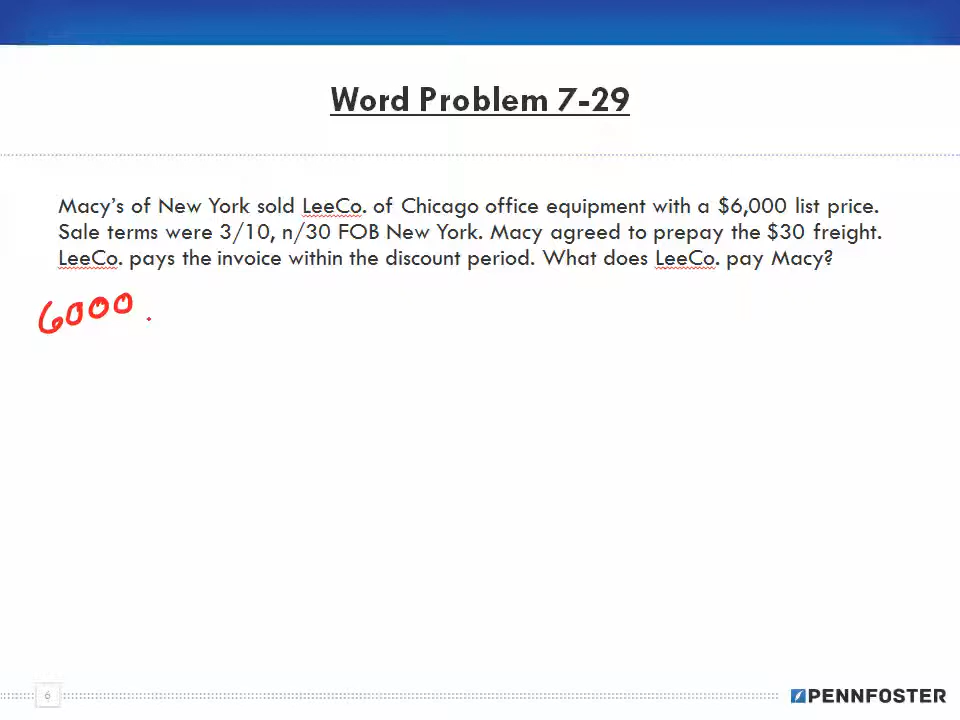 Word Problem 7-29
Macy's of New York sold LeeCo. of Chicago office equipment with a $6,000 list price.
Sale terms were 3/10, n/30 FOB New York. Macy agreed to prepay the $30 freight.
LeeCo. pays the invoice within the discount period. What does LeeCo. pay Macy?
6000 .
6
PENNFOSTER